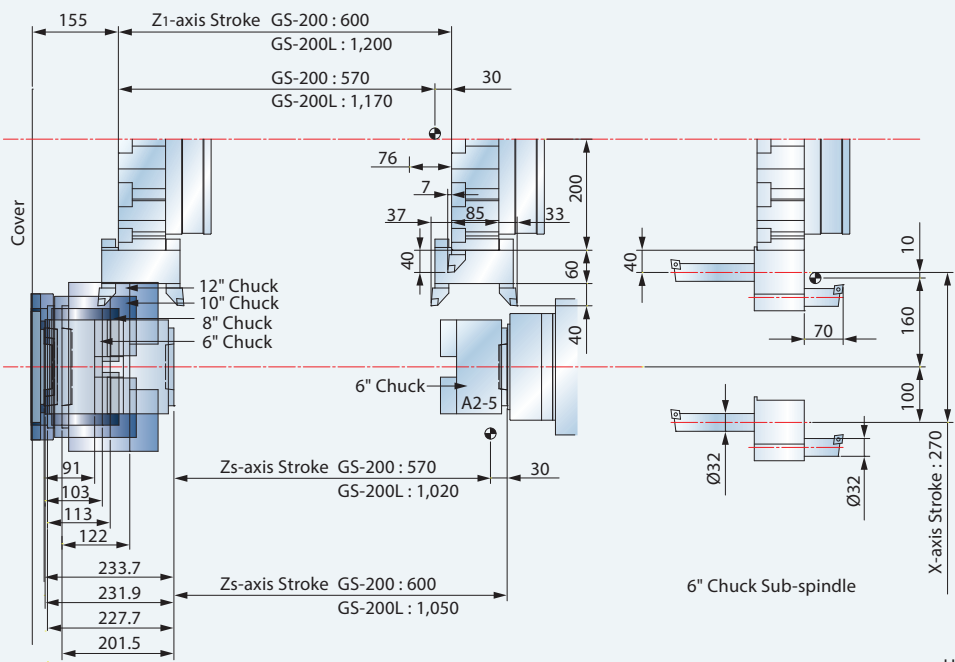 155
Z1-axis Stroke GS-200 : 600
GS-200L : 1,200
GS-200 : 570
GS-200L : 1,170
30
76
7
37
85
33
200
40
60
40
Cover
12" Chuck
10" Chuck
8" Chuck
6" Chuck
6" Chuck
A2-5
40
10
160
70
100
Ø32
Ø32
X-axis Stroke : 270
91
103
113
122
Zs-axis Stroke GS-200 : 570
GS-200L : 1,020
30
233.7
231.9
227.7
201.5
Zs-axis Stroke GS-200 : 600
GS-200L : 1,050
6" Chuck Sub-spindle